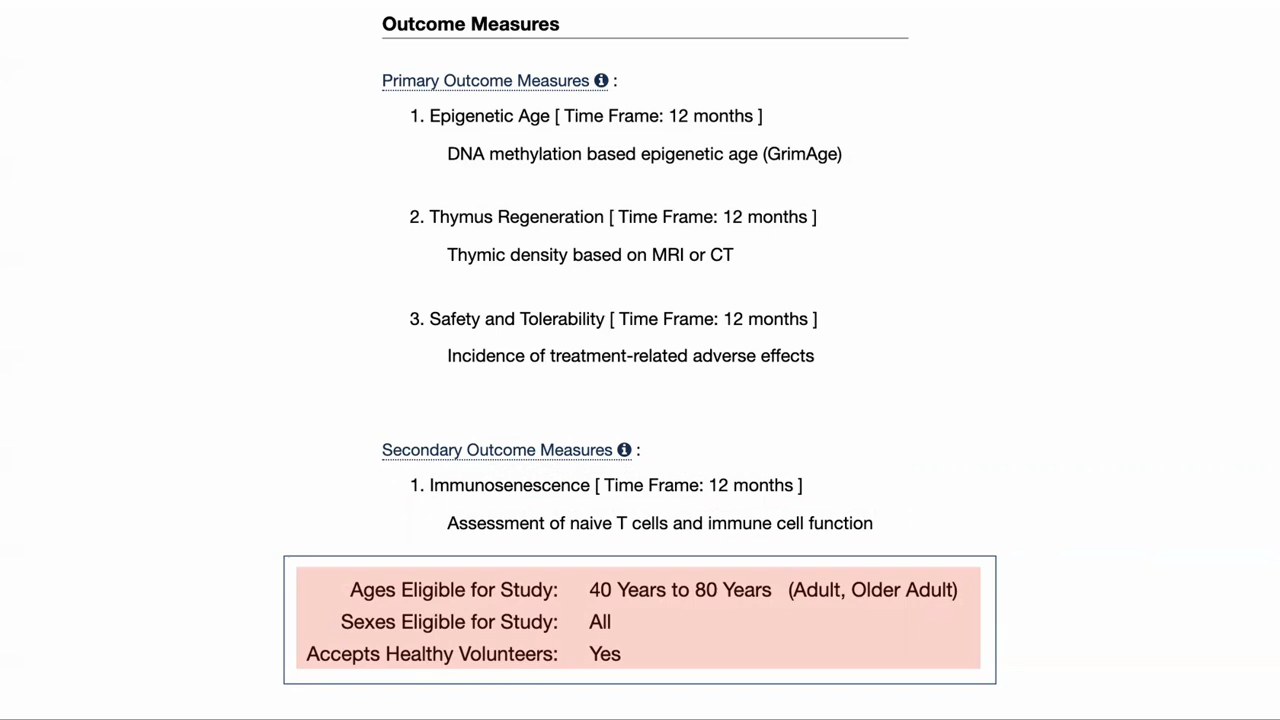 Outcome Measures
Primary Outcome Measures :
1. Epigenetic Age [ Time Frame: 12 months ]
DNA methylation based epigenetic age (GrimAge)
2. Thymus Regeneration [ Time Frame: 12 months ]
Thymic density based on MRI or CT
3. Safety and Tolerability [ Time Frame: 12 months ]
Incidence of treatment-related adverse effects
Secondary Outcome Measures :
1. Immunosenescence [ Time Frame: 12 months ]
Assessment of naive T cells and immune cell function
Ages Eligible for Study: 40 Years to 80 Years (Adult, Older Adult)
Sexes Eligible for Study: All
Accepts Healthy Volunteers: Yes